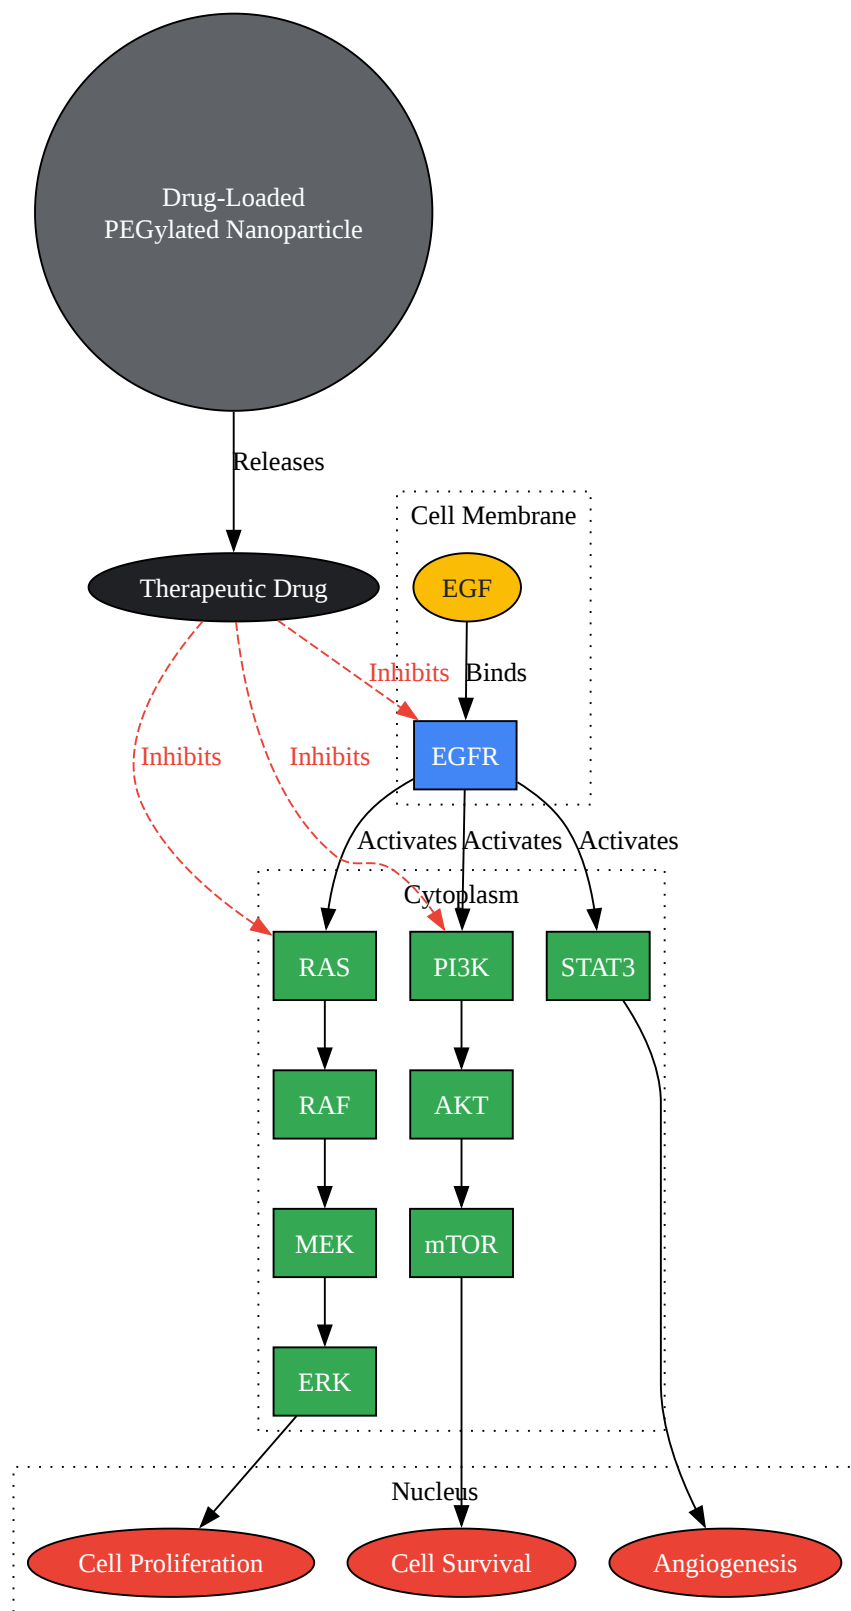 Drug-Loaded
PEGylated Nanoparticle
Releases
Cell Membrane
Therapeutic Drug
EGF
Inhibits
Binds
Inhibits
Inhibits
EGFR
Activates
Activates
Activates
Cytoplasm
RAS
PI3K
STAT3
RAF
AKT
MEK
mTOR
ERK
Nucleus
Cell Proliferation
Cell Survival
Angiogenesis